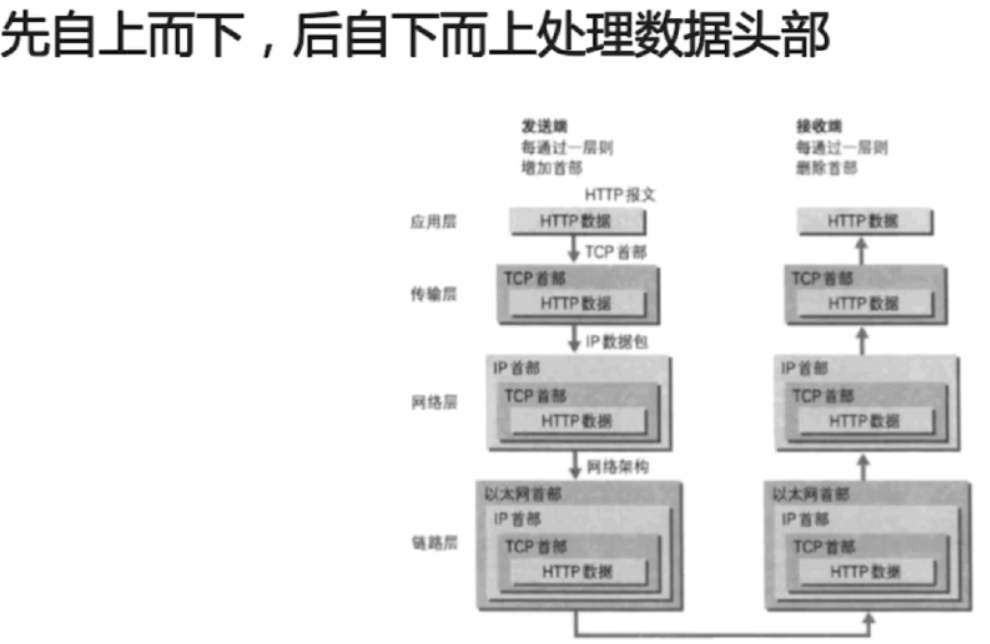 先自上而下，后自下而上处理数据头部
发送端
每通过一层则
增加首部
接收端
每通过一层则
删除首部
HTTP 报文
应用层
HTTP 数据
HTTP 数据
TCP 首部
传输层
TCP 首部
HTTP 数据
TCP 首部
HTTP 数据
IP 数据包
网络层
IP 首部
TCP 首部
HTTP 数据
IP 首部
TCP 首部
HTTP 数据
网络架构
链路层
以太网首部
IP 首部
TCP 首部
HTTP 数据
以太网首部
IP 首部
TCP 首部
HTTP 数据